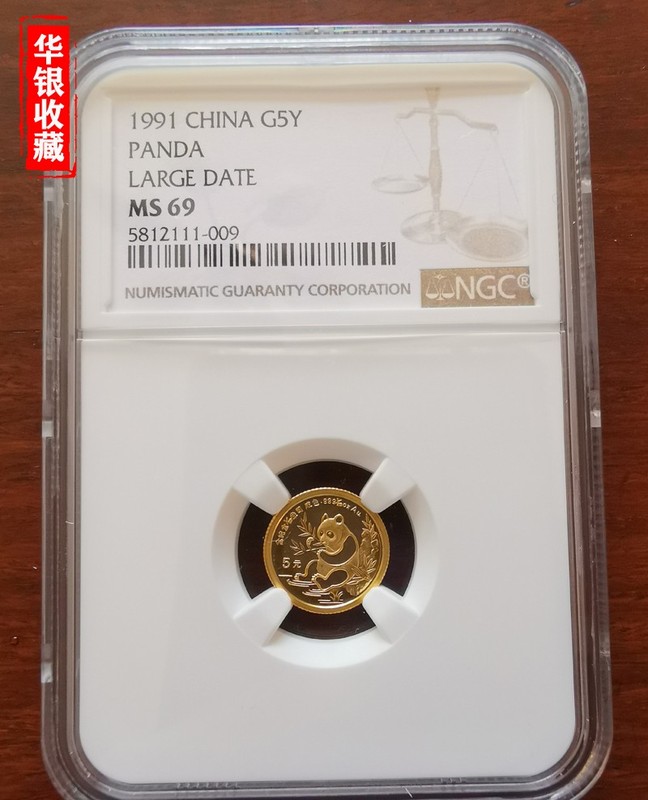 华银收藏
1991 CHINA G5Y
PANDA
LARGE DATE
MS 69
5812111-009
NUMISMATIC GUARANTY CORPORATION
NGC®
5元